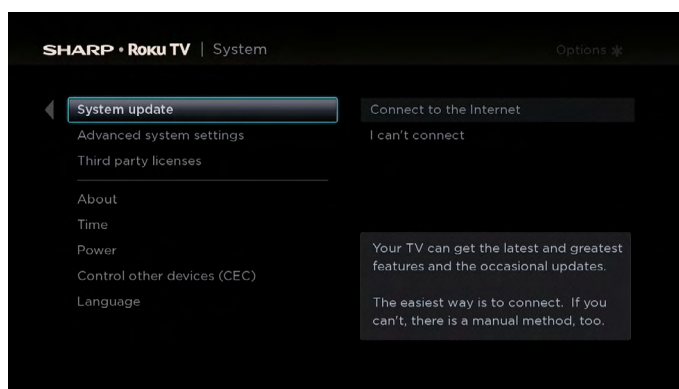 SHARP • ROKU TV | System
Options ✱
System update
Advanced system settings
Third party licenses
About
Time
Power
Control other devices (CEC)
Language
Connect to the Internet
I can't connect
Your TV can get the latest and greatest
features and the occasional updates.
The easiest way is to connect. If you
can't, there is a manual method, too.